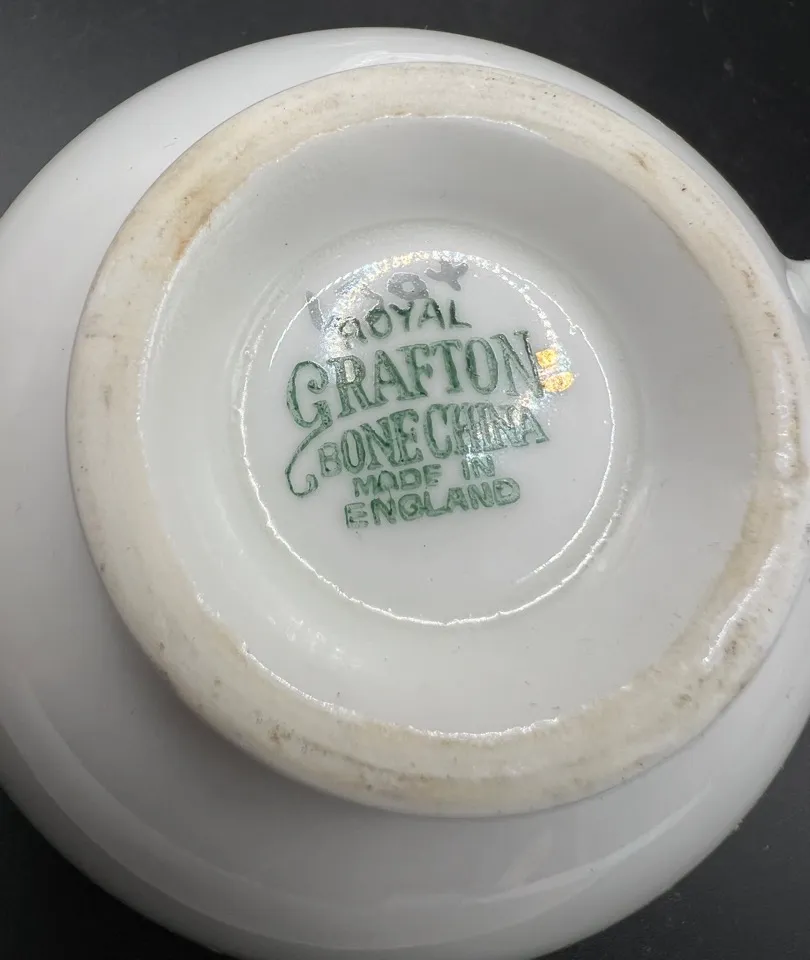 ROYAL
GRAFTON
BONE CHINA
MADE IN
ENGLAND